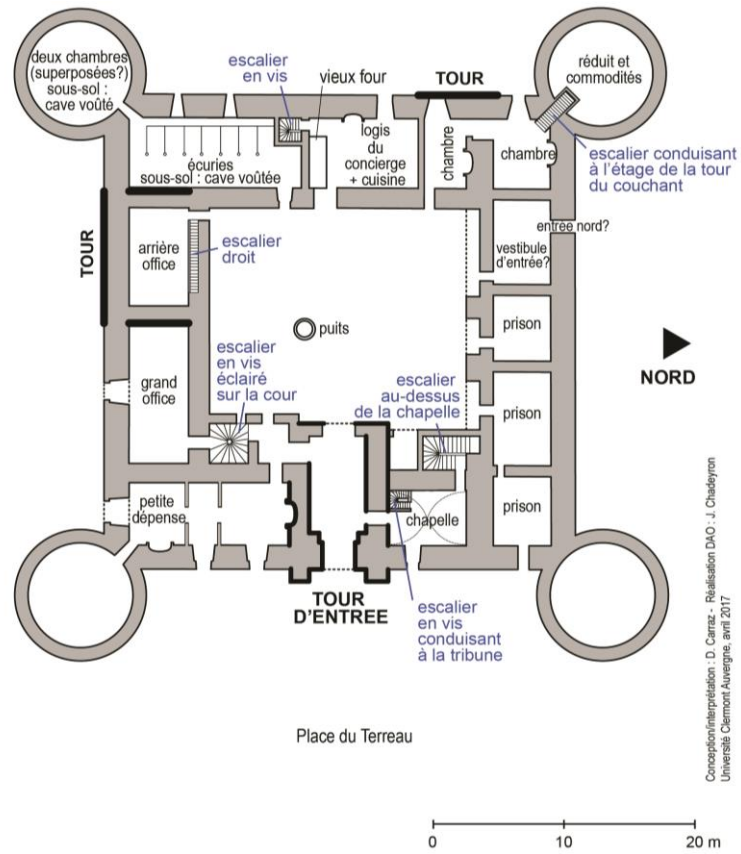 deux chambres
(superposées?)
sous-sol :
cave voûté
escalier
en vis
vieux four
TOUR
réduit et
commodités
logis
du
concierge
+ cuisine
chambre
chambre
escalier conduisant
à l'étage de la tour
du couchant
écuries
sous-sol : cave voûtée
TOUR
arrière
office
escalier
droit
entrée nord?
vestibule
d'entrée?
puits
prison
NORD
escalier
en vis
éclairé
sur la cour
grand
office
escalier
au-dessus
de la chapelle
prison
petite
dépense
chapelle
prison
TOUR
D'ENTREE
escalier
en vis
conduisant
à la tribune
Place du Terreau
Conception/interprétation : D. Carraz - Réalisation DAO : J. Chadeyron
Université Clermont Auvergne, avril 2017
0 10 20 m